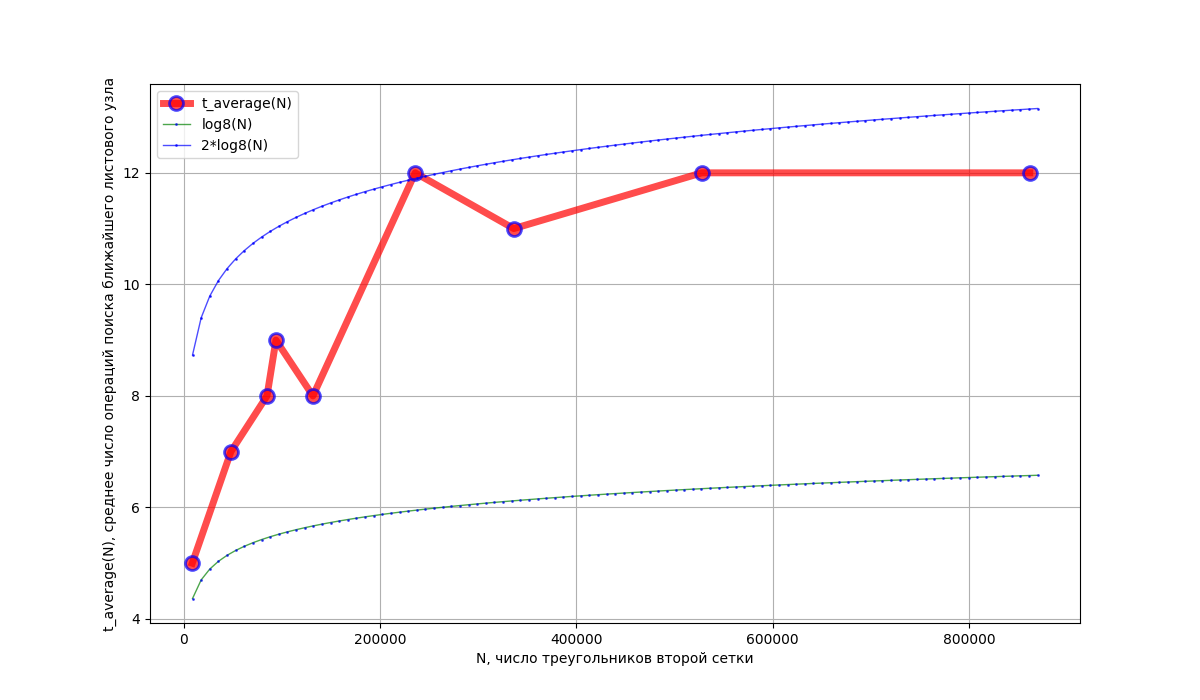 t_average(N)
log8(N)
2*log8(N)
t_average(N), среднее число операций поиска ближайшего листового узла
12
10
8
6
4
0
200000
400000
600000
800000
N, число треугольников второй сетки